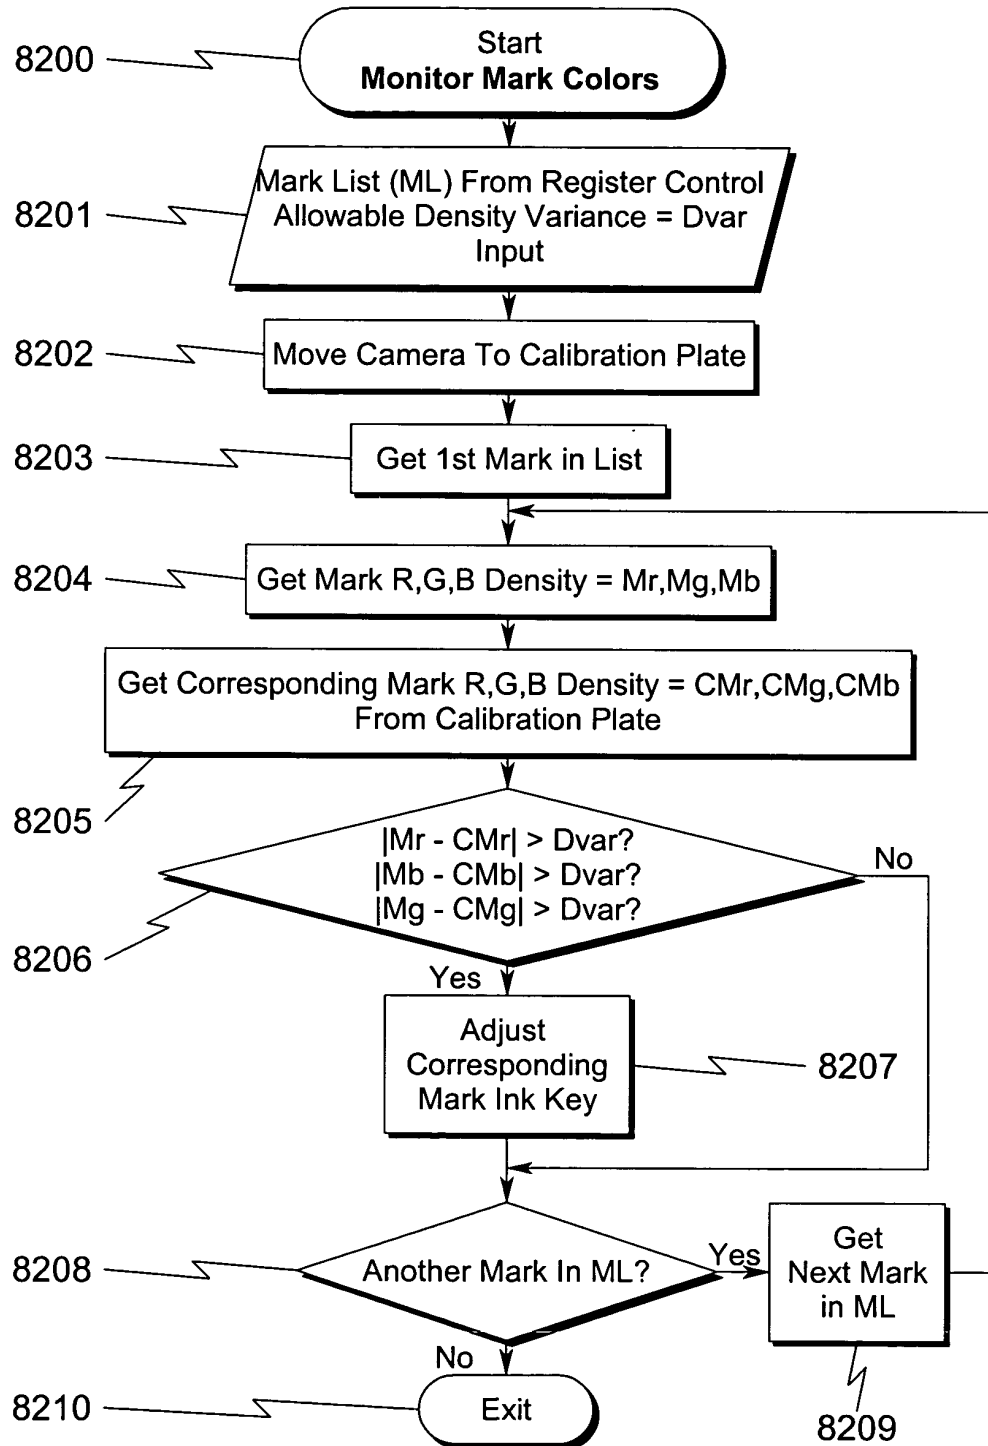 8200
Start
Monitor Mark Colors
8201
Mark List (ML) From Register Control
Allowable Density Variance = Dvar
Input
8202
Move Camera To Calibration Plate
8203
Get 1st Mark in List
8204
Get Mark R,G,B Density = Mr,Mg,Mb
Get Corresponding Mark R,G,B Density = CMr,CMg,CMb
From Calibration Plate
8205
|Mr - CMr| > Dvar?
|Mb - CMb| > Dvar?
|Mg - CMg| > Dvar?
No
8206
Yes
Adjust
Corresponding
Mark Ink Key
8207
8208
Another Mark In ML?
Yes
Get
Next Mark
in ML
No
8210
Exit
8209